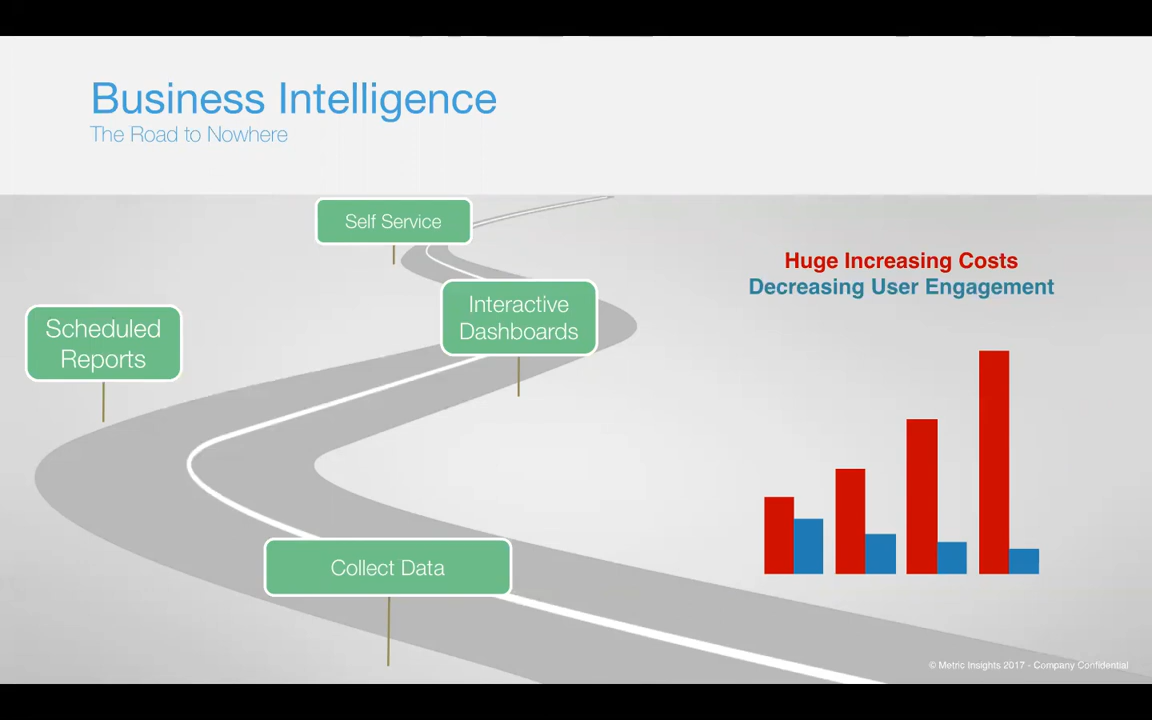 Business Intelligence
The Road to Nowhere
Self Service
Interactive
Dashboards
Scheduled
Reports
Collect Data
Huge Increasing Costs
Decreasing User Engagement
© Metric Insights 2017 - Company Confidential